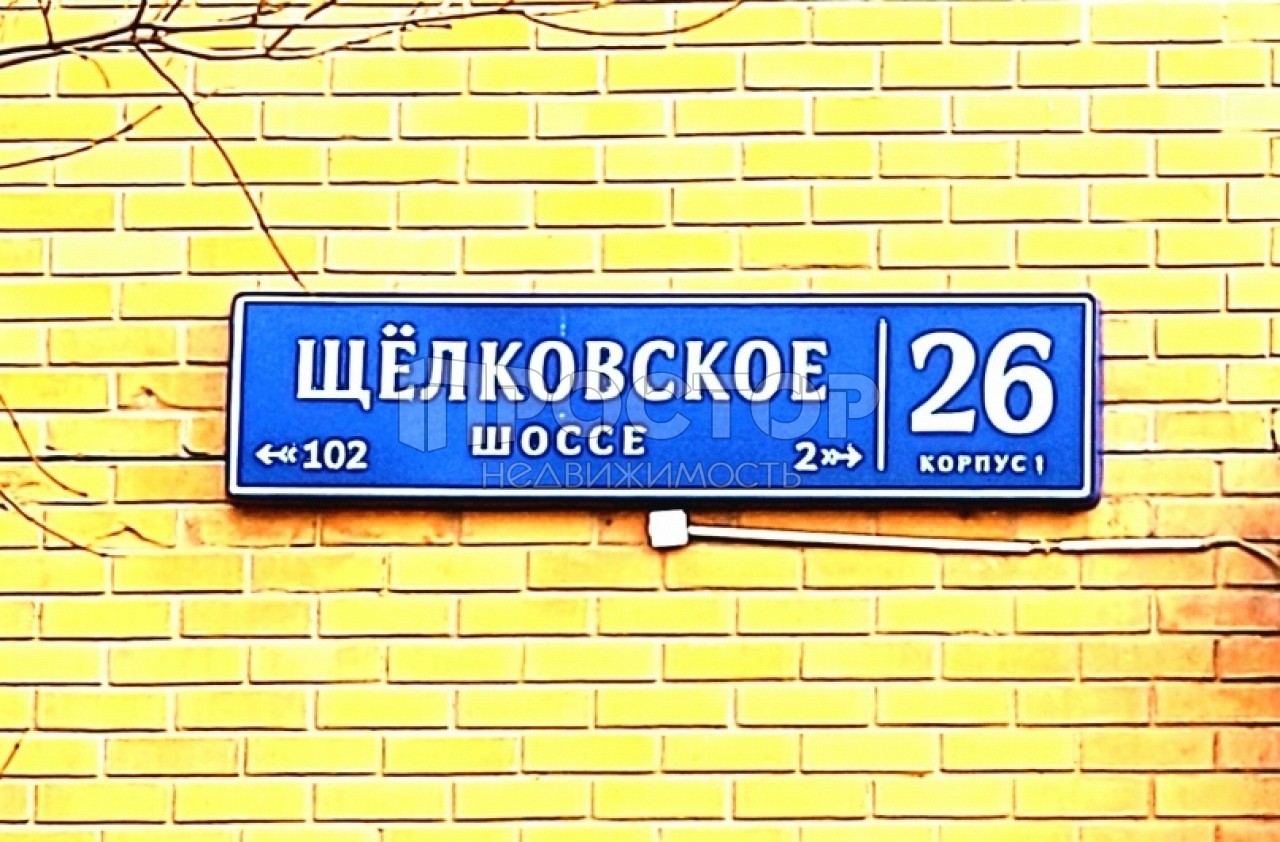 ЩЁЛКОВСКОЕ
ШОССЕ
102
2
26
КОРПУС 1
ПРОСТОР
НЕДВИЖИМОСТЬ